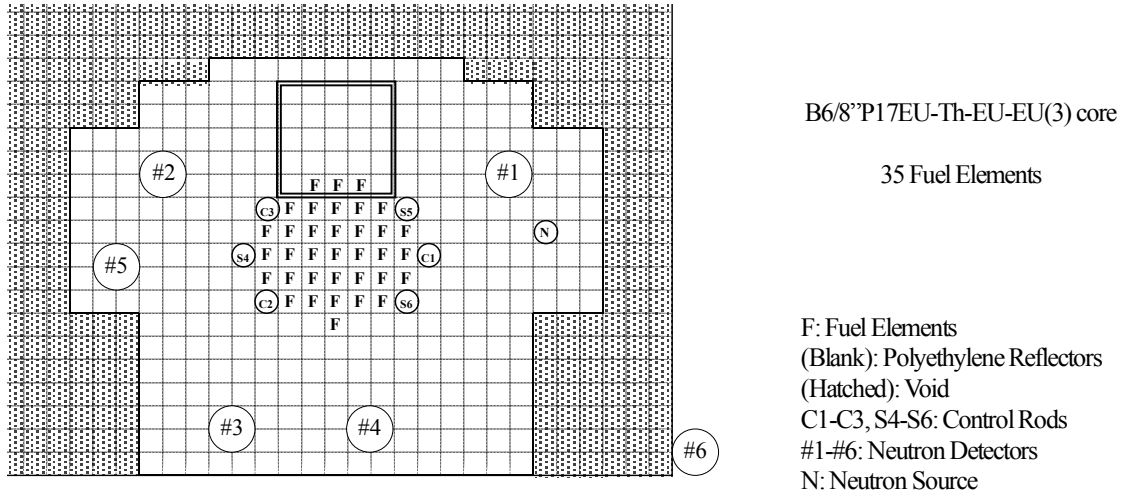 B6/8”P17EU-Th-EU-EU(3) core
#2 #1
35 Fuel Elements
F F F
C3 F F F F F S5
F F F F F F F N
S4 F F F F F F F C1
#5
F F F F F F F
C2 F F F F F S6
F
F: Fuel Elements
(Blank): Polyethylene Reflectors
(Hatched): Void
C1-C3, S4-S6: Control Rods
#3 #4
#1-#6: Neutron Detectors
#6
N: Neutron Source